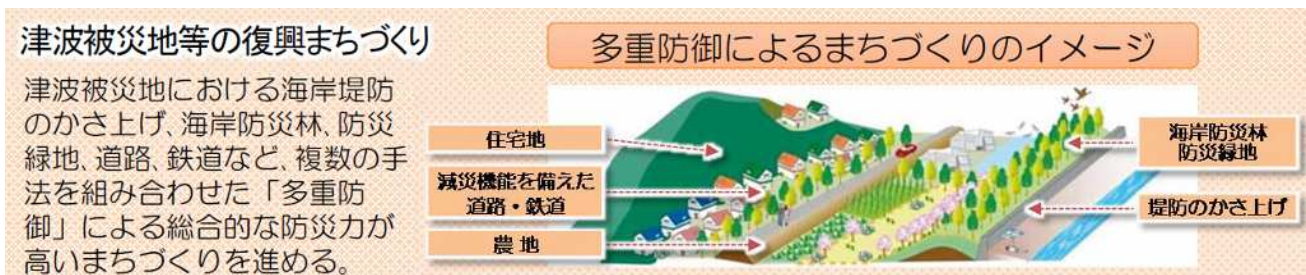 津波被災地等の復興まちづくり
津波被災地における海岸堤防
のかさ上げ、海岸防災林、防災
緑地、道路、鉄道など、複数の手
法を組み合わせた「多重防
御」による総合的な防災力が
高いまちづくりを進める。
多重防御によるまちづくりのイメージ
住宅地
減災機能を備えた
道路・鉄道
農地
海岸防災林
防災緑地
堤防のかさ上げ